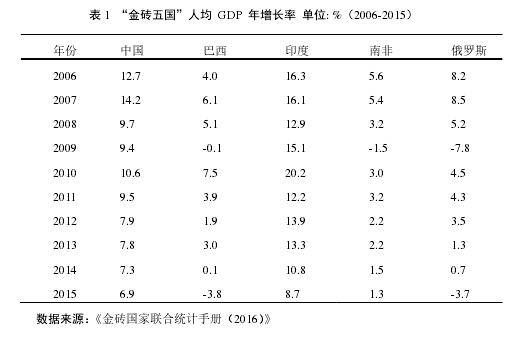 表 1 “金砖五国”人均 GDP 年增长率 单位: %（2006-2015）
年份 中国 巴西 印度 南非 俄罗斯
2006 12.7 4.0 16.3 5.6 8.2
2007 14.2 6.1 16.1 5.4 8.5
2008 9.7 5.1 12.9 3.2 5.2
2009 9.4 -0.1 15.1 -1.5 -7.8
2010 10.6 7.5 20.2 3.0 4.5
2011 9.5 3.9 12.2 3.2 4.3
2012 7.9 1.9 13.9 2.2 3.5
2013 7.8 3.0 13.3 2.2 1.3
2014 7.3 0.1 10.8 1.5 0.7
2015 6.9 -3.8 8.7 1.3 -3.7
数据来源：《金砖国家联合统计手册（2016）》